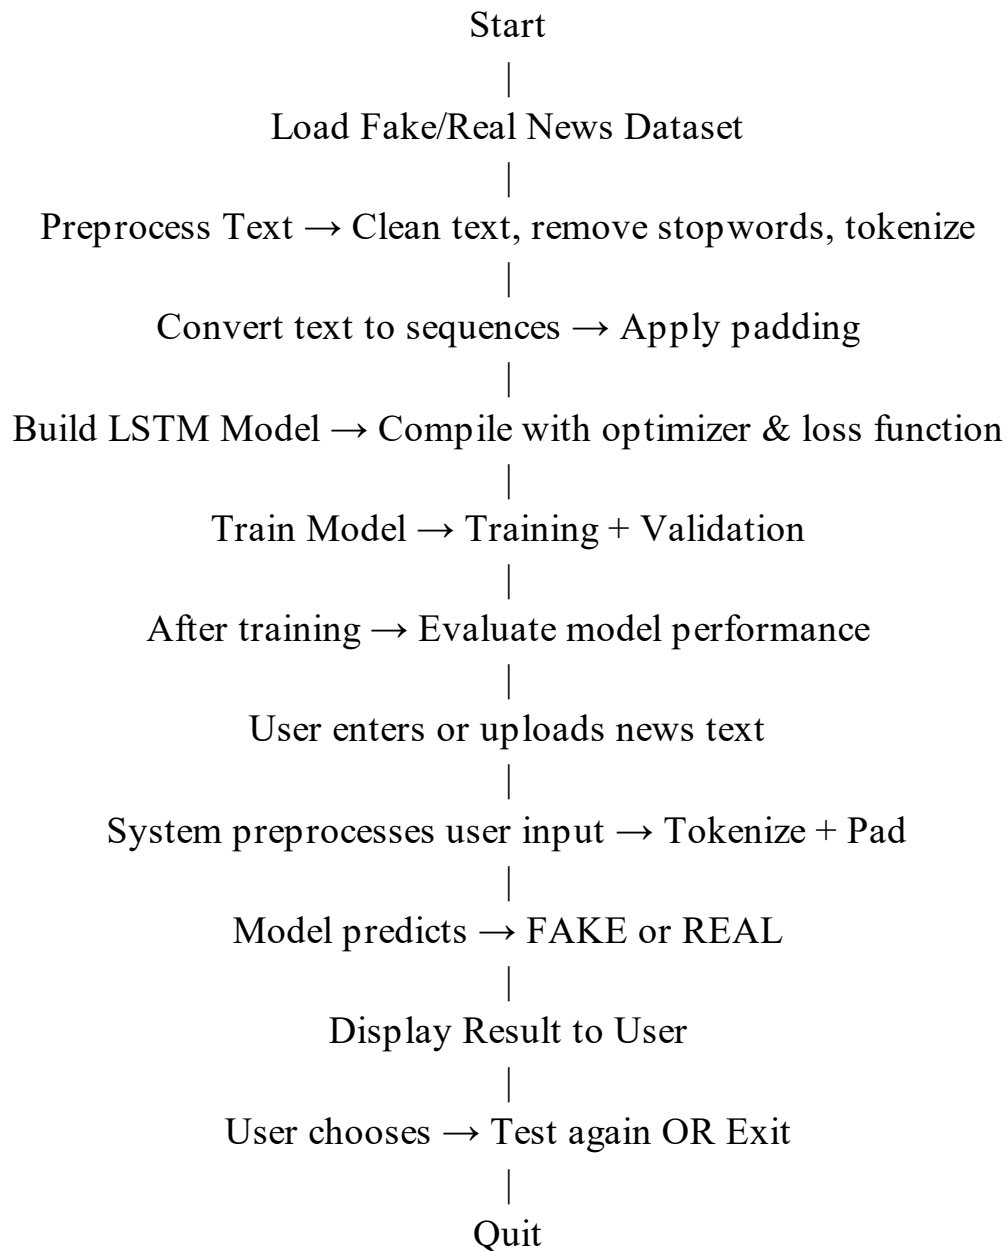 Start
|
Load Fake/Real News Dataset
|
Preprocess Text → Clean text, remove stopwords, tokenize
|
Convert text to sequences → Apply padding
|
Build LSTM Model → Compile with optimizer & loss function
|
Train Model → Training + Validation
|
After training → Evaluate model performance
|
User enters or uploads news text
|
System preprocesses user input → Tokenize + Pad
|
Model predicts → FAKE or REAL
|
Display Result to User
|
User chooses → Test again OR Exit
|
Quit